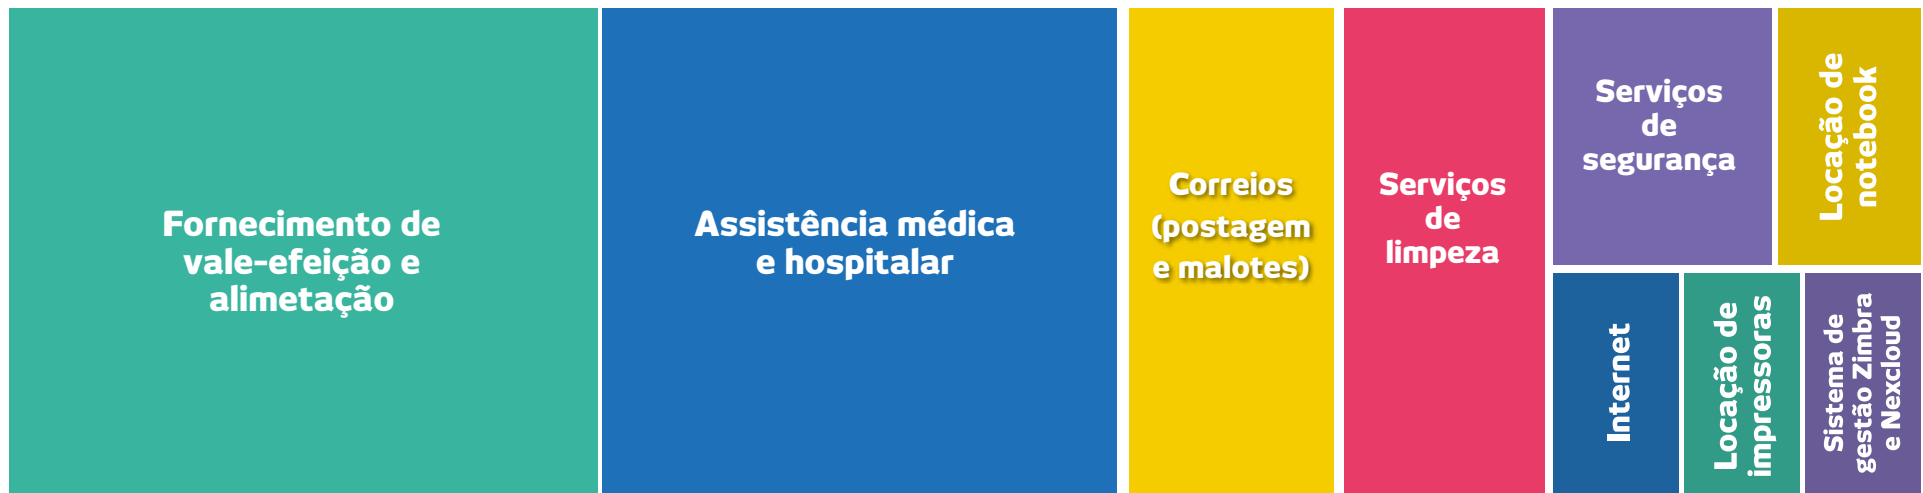 Fornecimento de
vale-efeição e
alimetação
Assistência médica
e hospitalar
Correios
(postagem
e malotes)
Serviços
de
limpeza
Serviços
de
segurança
Locação de
notebook
Internet
Locação de
impressoras
Sistema de
gestão Zimbra
e Nexcloud